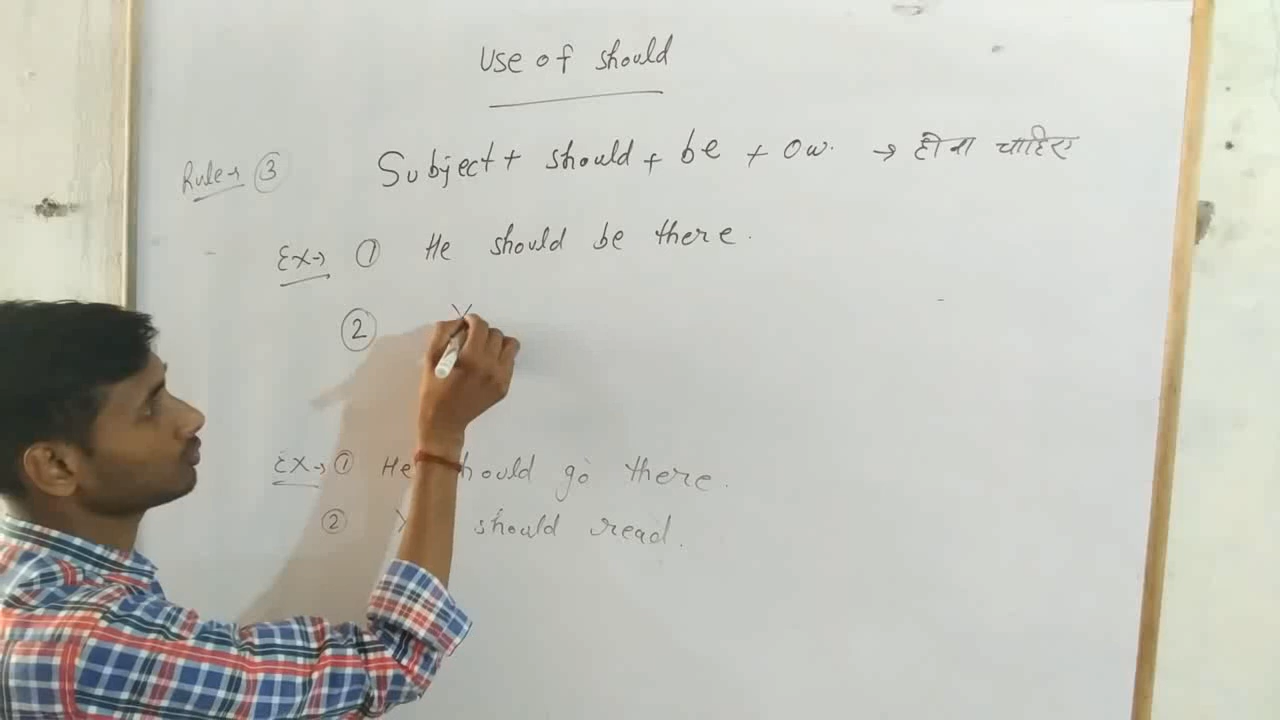 Use of should
Rule→ ③ Subject + should + be + ow. → होना चाहिए
Ex→ ① He should be there.
② Y
Ex→ ① He should go there.
② should read.